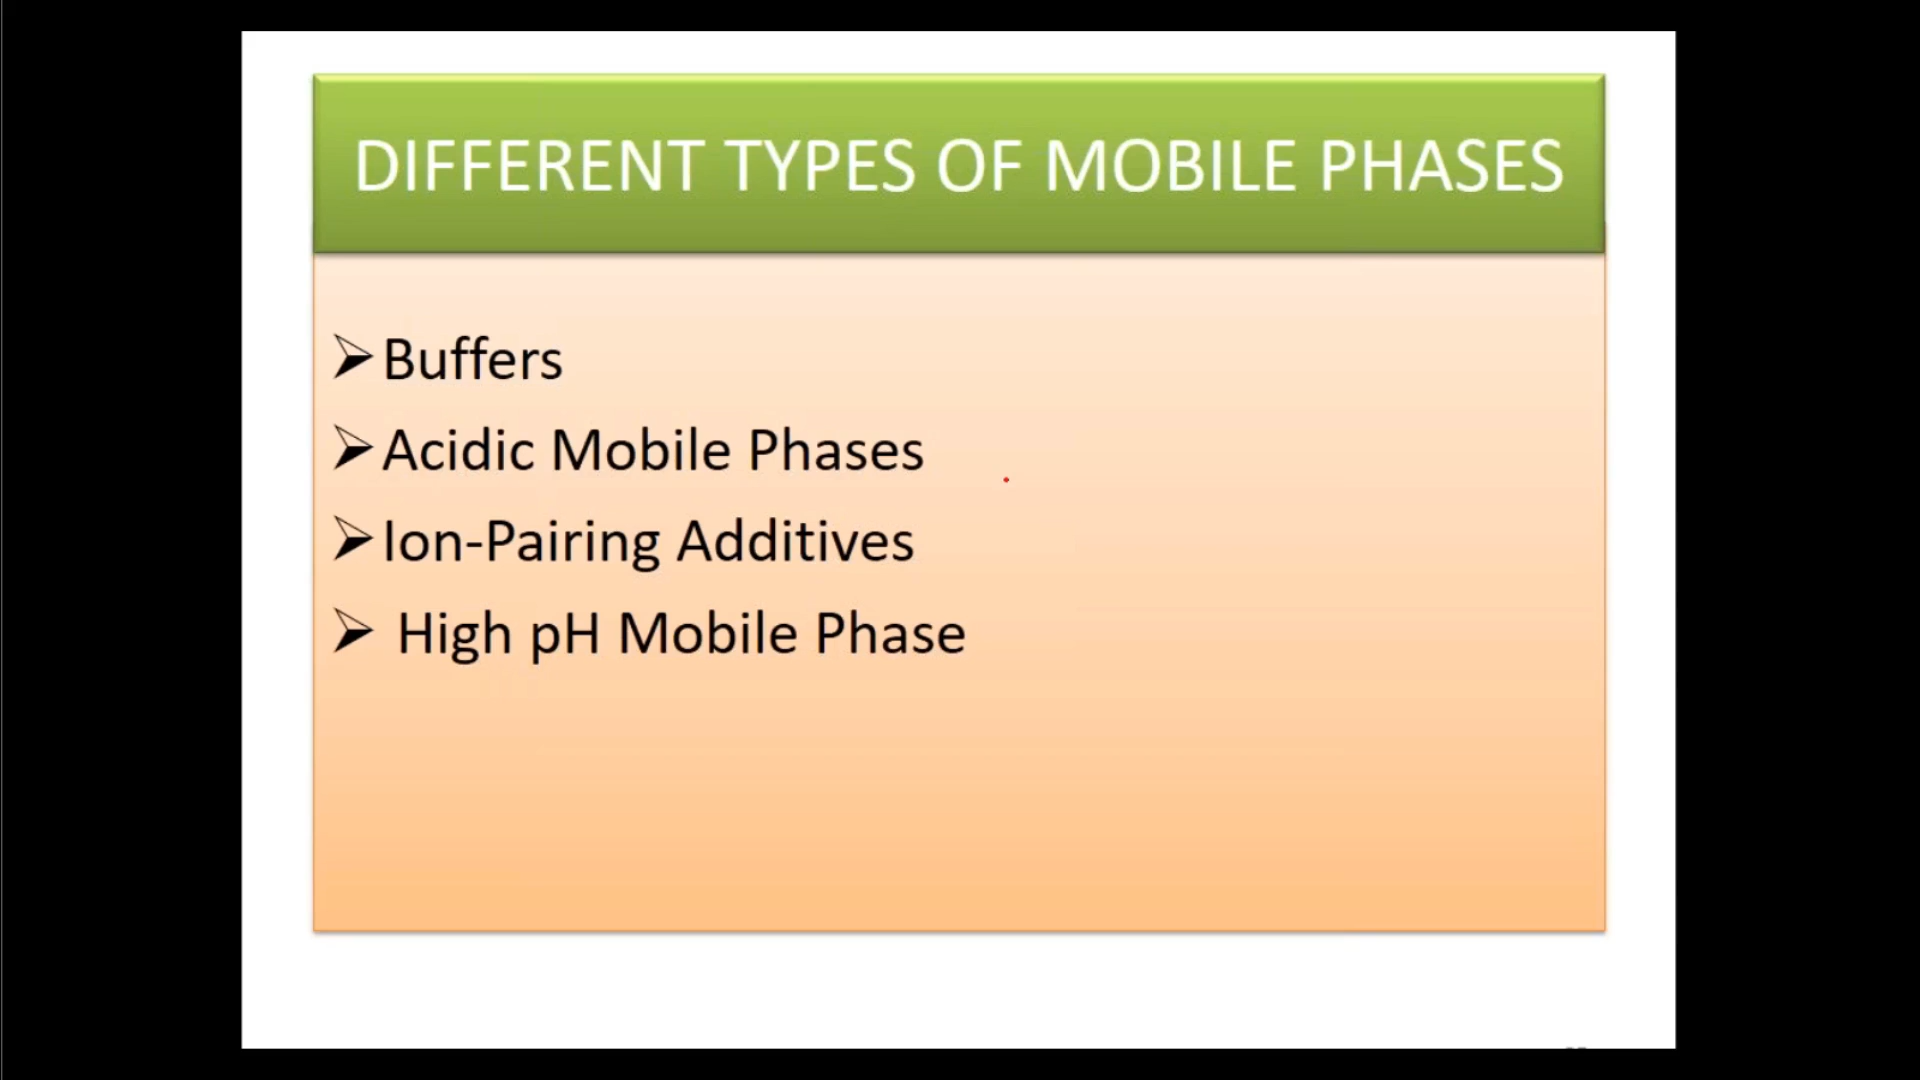 DIFFERENT TYPES OF MOBILE PHASES
➢Buffers
➢Acidic Mobile Phases
➢Ion-Pairing Additives
➢ High pH Mobile Phase